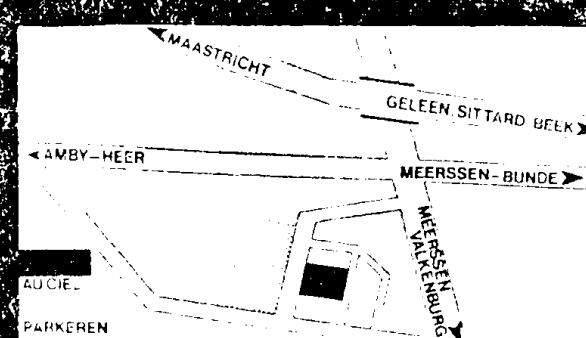 MAASTRICHT
GELEEN, SITTARD BEEK
AMBY-HEER
MEERSSEN-BUNDE
MEERSSEN
VALKENBURG
AU CIEL
PARKEREN